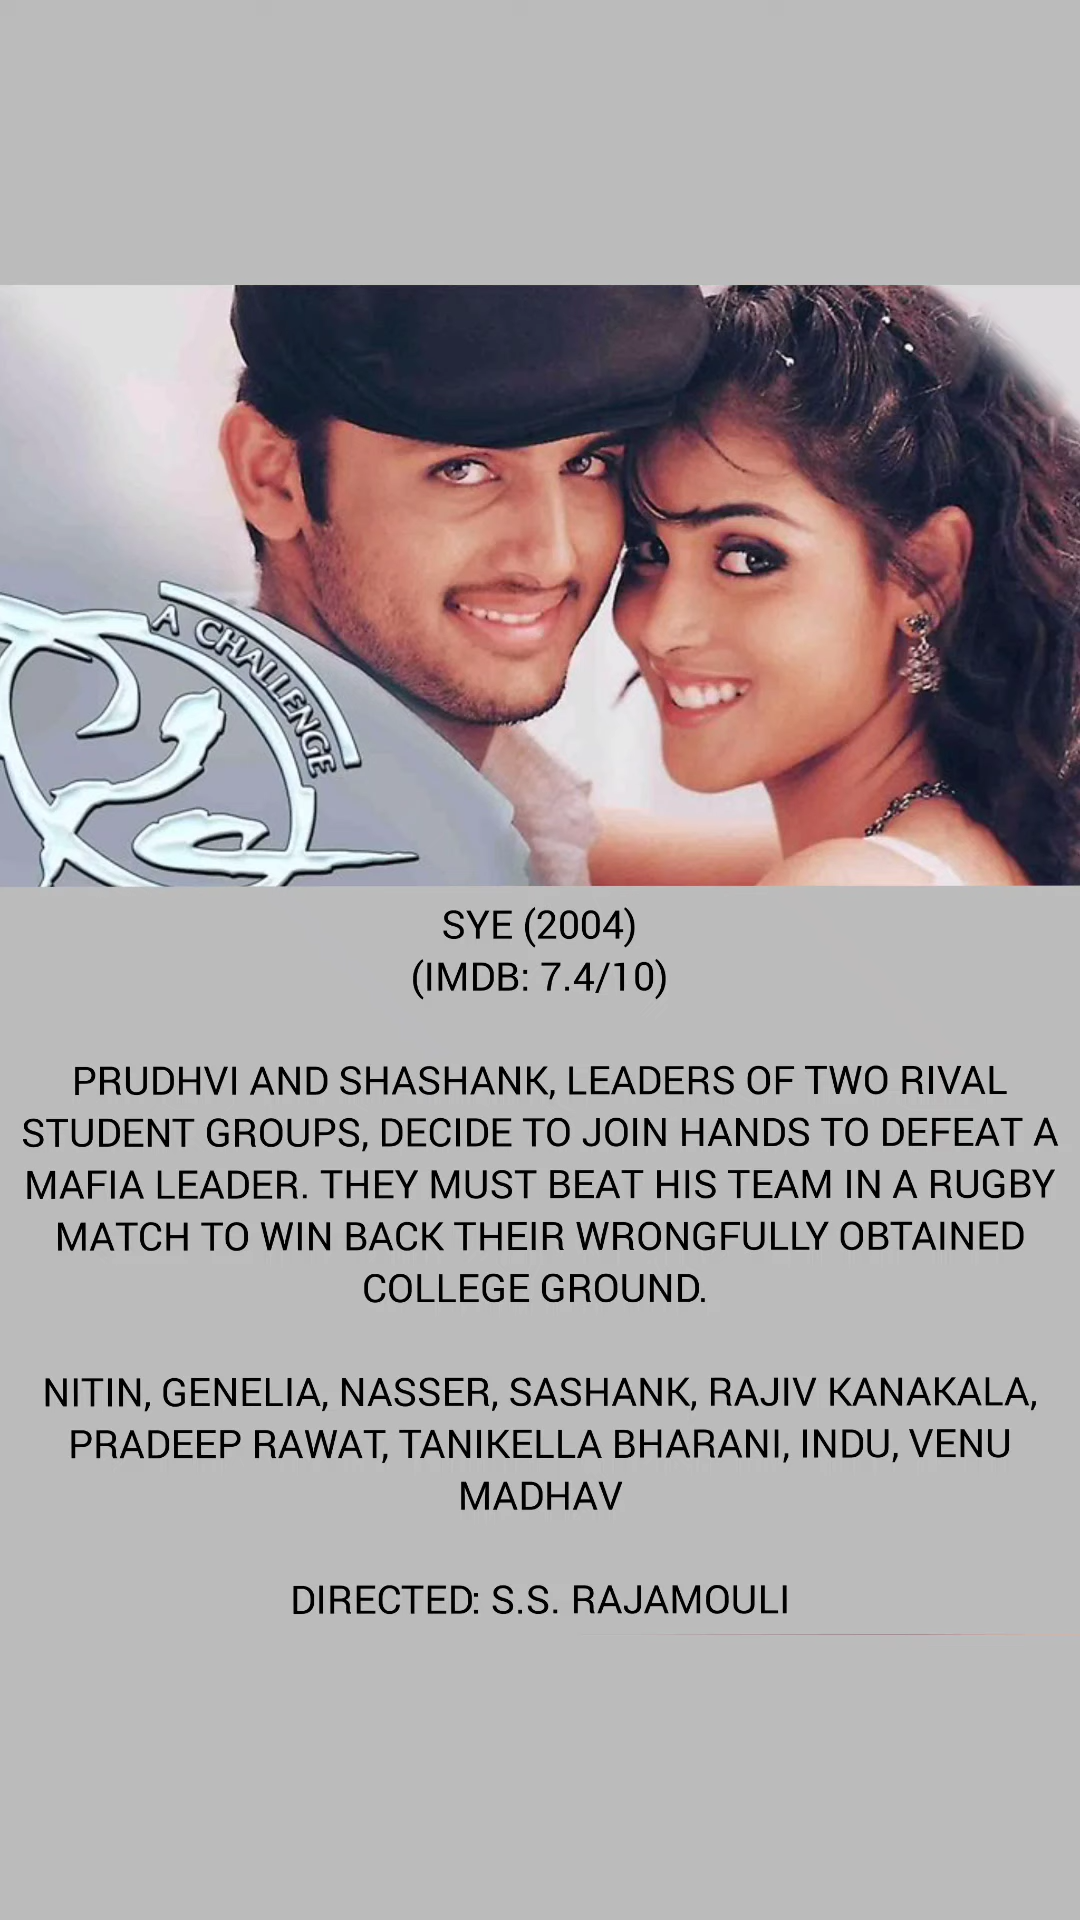 A CHALLENGE
సై
SYE (2004)
(IMDB: 7.4/10)
PRUDHVI AND SHASHANK, LEADERS OF TWO RIVAL
STUDENT GROUPS, DECIDE TO JOIN HANDS TO DEFEAT A
MAFIA LEADER. THEY MUST BEAT HIS TEAM IN A RUGBY
MATCH TO WIN BACK THEIR WRONGFULLY OBTAINED
COLLEGE GROUND.
NITIN, GENELIA, NASSER, SASHANK, RAJIV KANAKALA,
PRADEEP RAWAT, TANIKELLA BHARANI, INDU, VENU
MADHAV
DIRECTED: S.S. RAJAMOULI